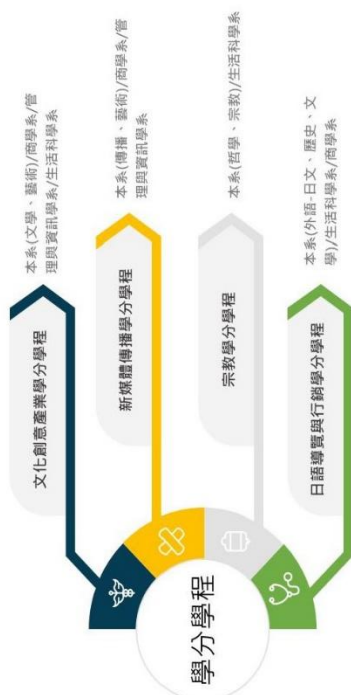 學分學程
文化創意產業學分學程
本系(文學、藝術)/商學系/管
理與資訊學系/生活科學系
新媒體傳播學分學程
本系(傳播、藝術)/商學系/管
理與資訊學系
宗教學分學程
本系(哲學、宗教)/生活科學系
日語導覽與行銷學分學程
本系(外語-日文、歷史、文
學)/生活科學系/商學系